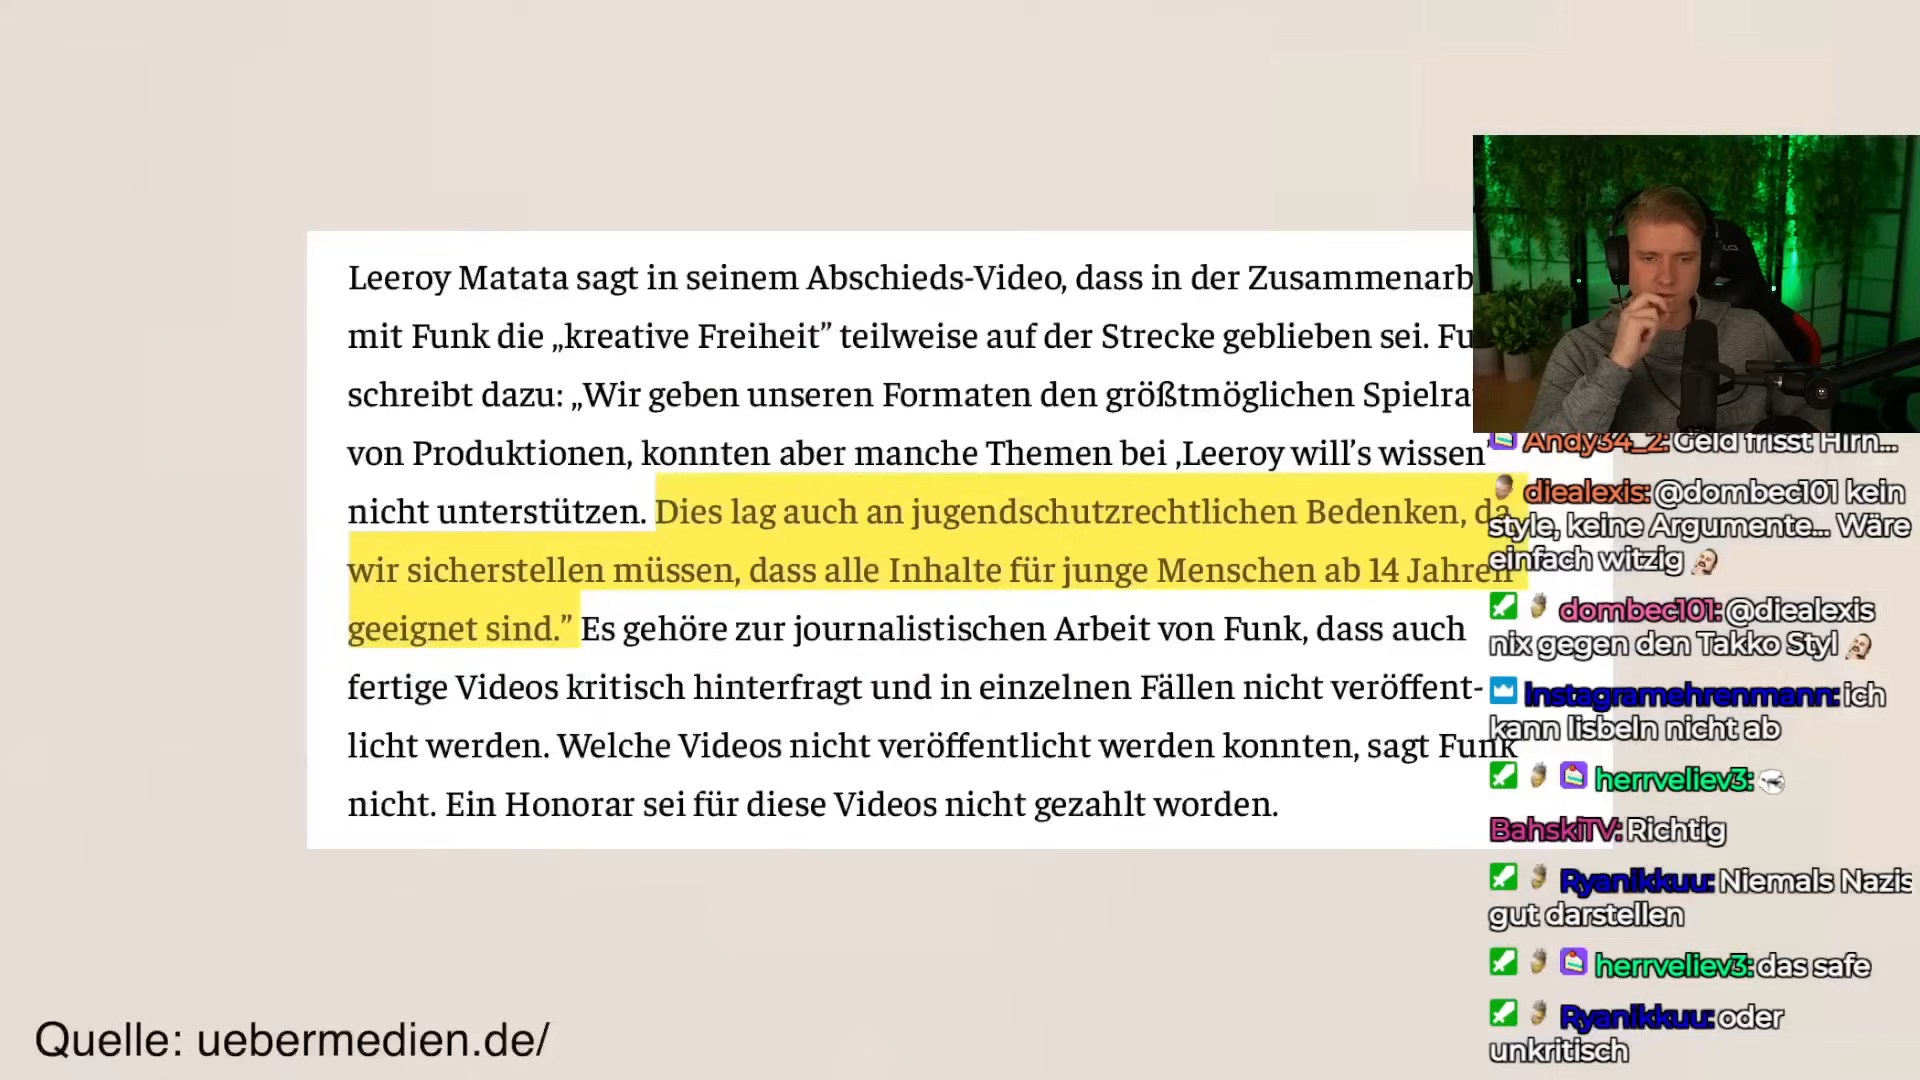 Leeroy Matata sagt in seinem Abschieds-Video, dass in der Zusammenarb
mit Funk die „kreative Freiheit” teilweise auf der Strecke geblieben sei. Fu
schreibt dazu: „Wir geben unseren Formaten den größtmöglichen Spielra
von Produktionen, konnten aber manche Themen bei ‚Leeroy will’s wissen’
nicht unterstützen. Dies lag auch an jugendschutzrechtlichen Bedenken, da
wir sicherstellen müssen, dass alle Inhalte für junge Menschen ab 14 Jahren
geeignet sind.” Es gehöre zur journalistischen Arbeit von Funk, dass auch
fertige Videos kritisch hinterfragt und in einzelnen Fällen nicht veröffent-
licht werden. Welche Videos nicht veröffentlicht werden konnten, sagt Funk
nicht. Ein Honorar sei für diese Videos nicht gezahlt worden.
Andy34_2: Geld frisst Hirn...
diealexis: @dombec101 kein
style, keine Argumente... Wäre
einfach witzig
dombec101: @diealexis
nix gegen den Takko Styl
Instagramehrenmann: ich
kann lisbeln nicht ab
herrveliev3:
BahskiTV: Richtig
Ryanikkuu: Niemals Nazis
gut darstellen
herrveliev3: das safe
Ryanikkuu: oder
unkritisch
Quelle: uebermedien.de/